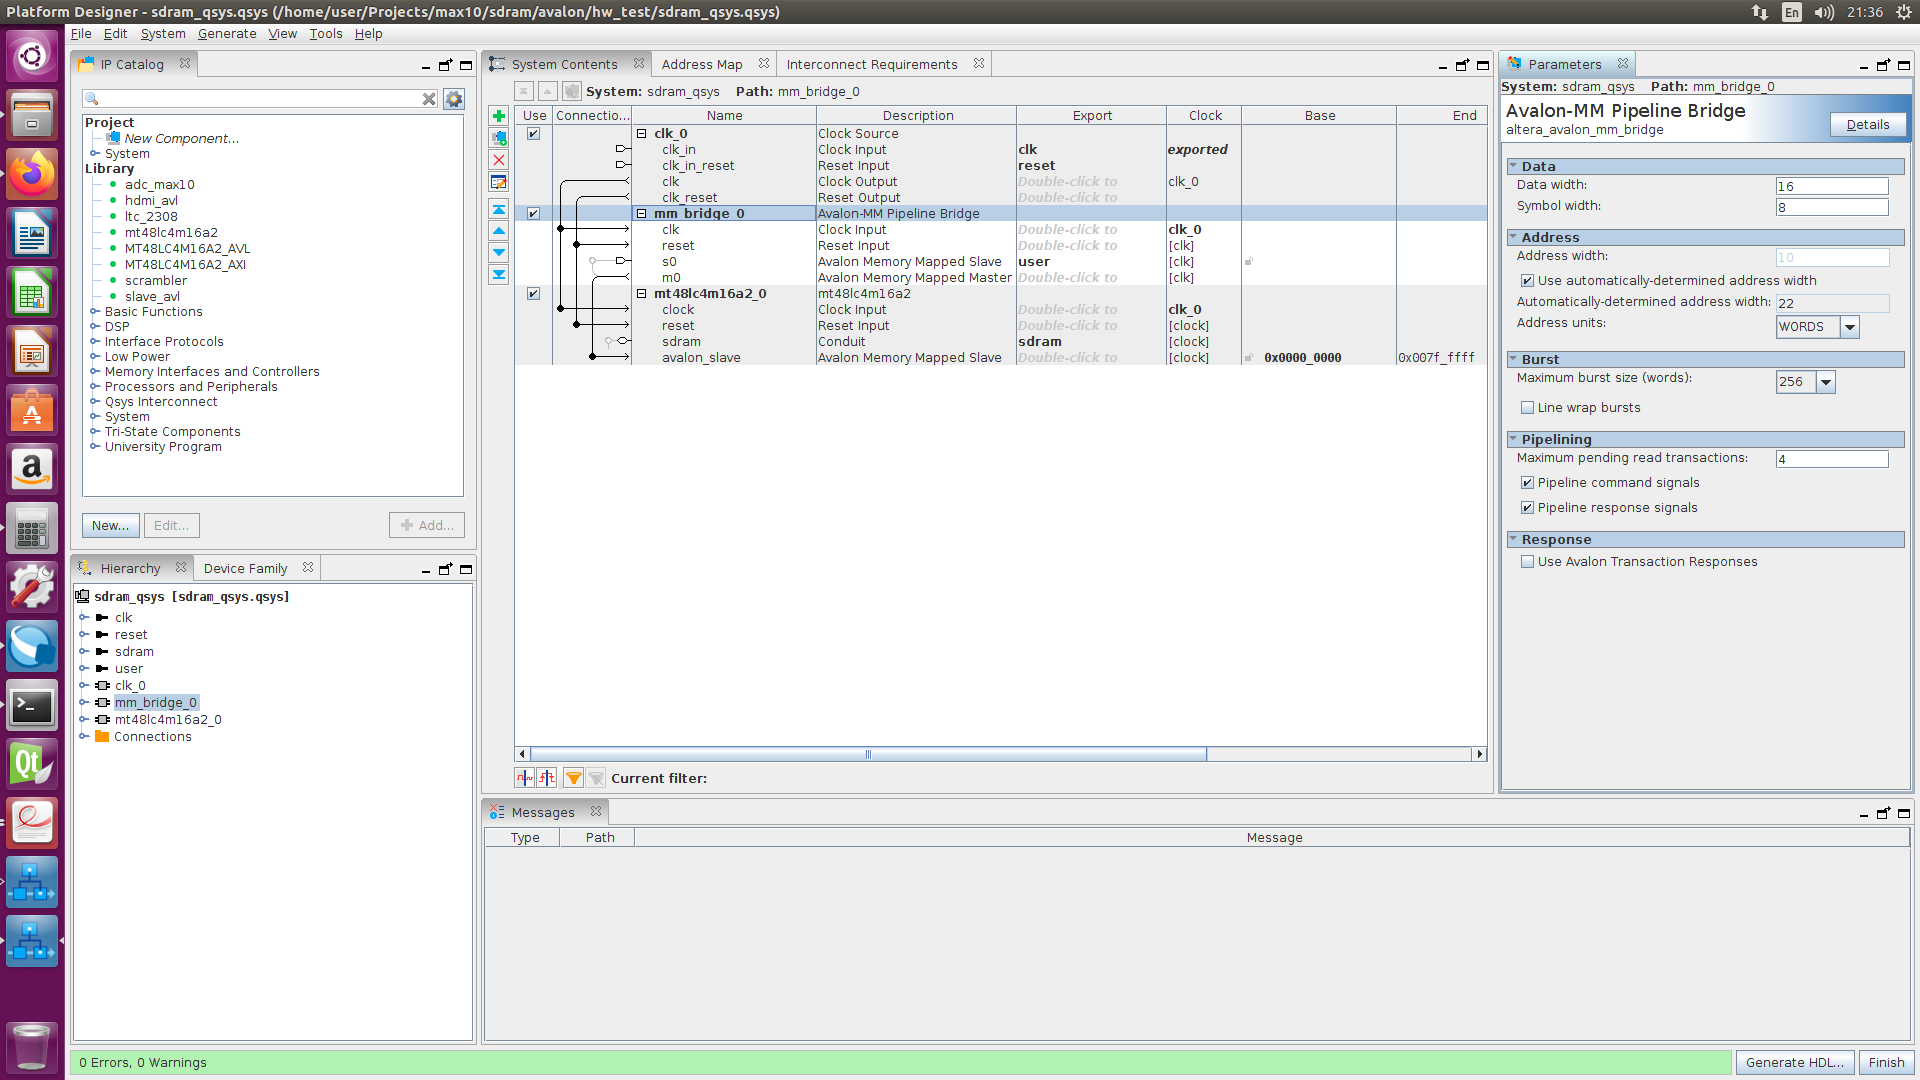 Platform Designer - sdram_qsys.qsys (/home/user/Projects/max10/sdram/avalon/hw_test/sdram_qsys.qsys)
En
21:36
File Edit System Generate View Tools Help
IP Catalog
Project
New Component...
System
Library
adc_max10
hdmi_avl
ltc_2308
mt48lc4m16a2
MT48LC4M16A2_AVL
MT48LC4M16A2_AXI
scrambler
slave_avl
Basic Functions
DSP
Interface Protocols
Low Power
Memory Interfaces and Controllers
Processors and Peripherals
Qsys Interconnect
System
Tri-State Components
University Program
New... Edit... Add...
Hierarchy Device Family
sdram_qsys [sdram_qsys.qsys]
clk
reset
sdram
user
clk_0
mm_bridge_0
mt48lc4m16a2_0
Connections
System Contents Address Map Interconnect Requirements
System: sdram_qsys Path: mm_bridge_0
Use Connectio... Name Description Export Clock Base End
clk_0 Clock Source
clk_in Clock Input clk exported
clk_in_reset Reset Input reset
clk Clock Output Double-click to clk_0
clk_reset Reset Output Double-click to
mm_bridge_0 Avalon-MM Pipeline Bridge
clk Clock Input Double-click to clk_0
reset Reset Input Double-click to [clk]
s0 Avalon Memory Mapped Slave user [clk]
m0 Avalon Memory Mapped Master Double-click to [clk]
mt48lc4m16a2_0 mt48lc4m16a2
clock Clock Input Double-click to clk_0
reset Reset Input Double-click to [clock]
sdram Conduit sdram [clock]
avalon_slave Avalon Memory Mapped Slave Double-click to [clock] 0x0000_0000 0x007f_ffff
Current filter:
Messages
Type Path Message
Parameters
System: sdram_qsys Path: mm_bridge_0
Avalon-MM Pipeline Bridge
altera_avalon_mm_bridge
Details
Data
Data width: 16
Symbol width: 8
Address
Address width: 10
Use automatically-determined address width
Automatically-determined address width: 22
Address units: WORDS
Burst
Maximum burst size (words): 256
Line wrap bursts
Pipelining
Maximum pending read transactions: 4
Pipeline command signals
Pipeline response signals
Response
Use Avalon Transaction Responses
0 Errors, 0 Warnings
Generate HDL... Finish